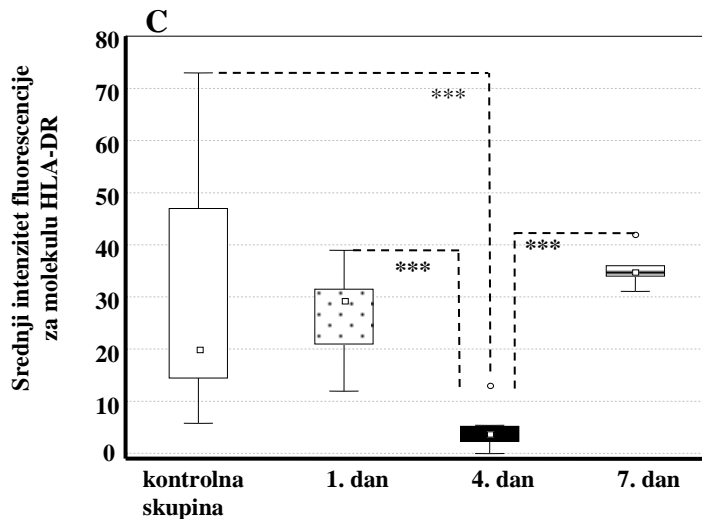 C
Srednji intenzitet fluorescencije
za molekulu HLA-DR
80
70
60
50
40
30
20
10
0
***
***
***
kontrolna
skupina
1. dan
4. dan
7. dan